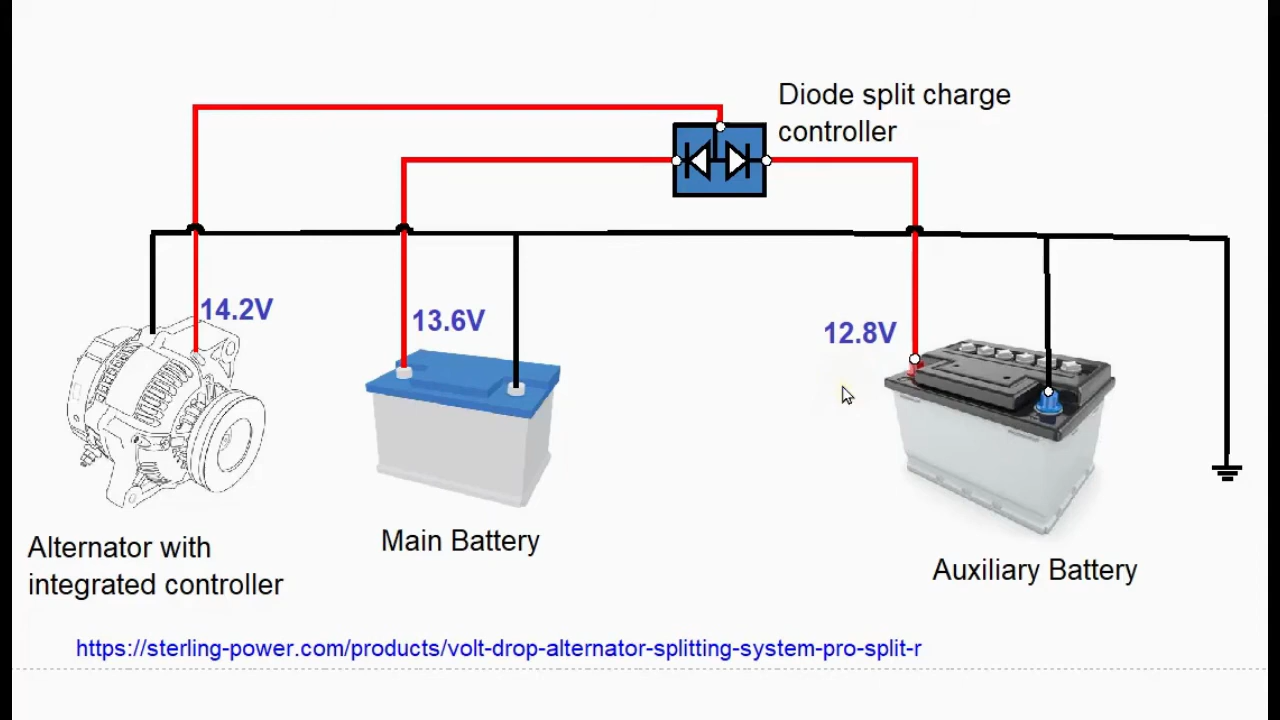 Diode split charge
controller
14.2V
13.6V
12.8V
Main Battery
Alternator with
integrated controller
Auxiliary Battery
https://sterling-power.com/products/volt-drop-alternator-splitting-system-pro-split-r